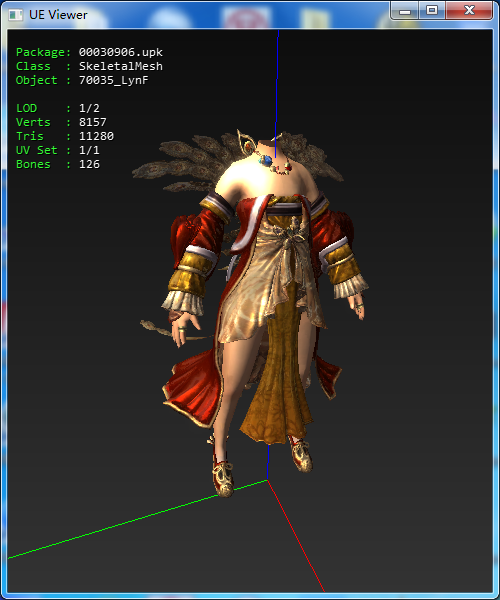 UE Viewer
Package: 00030906.upk
Class : SkeletalMesh
Object : 70035_LynF
LOD : 1/2
Verts : 8157
Tris : 11280
UV Set : 1/1
Bones : 126